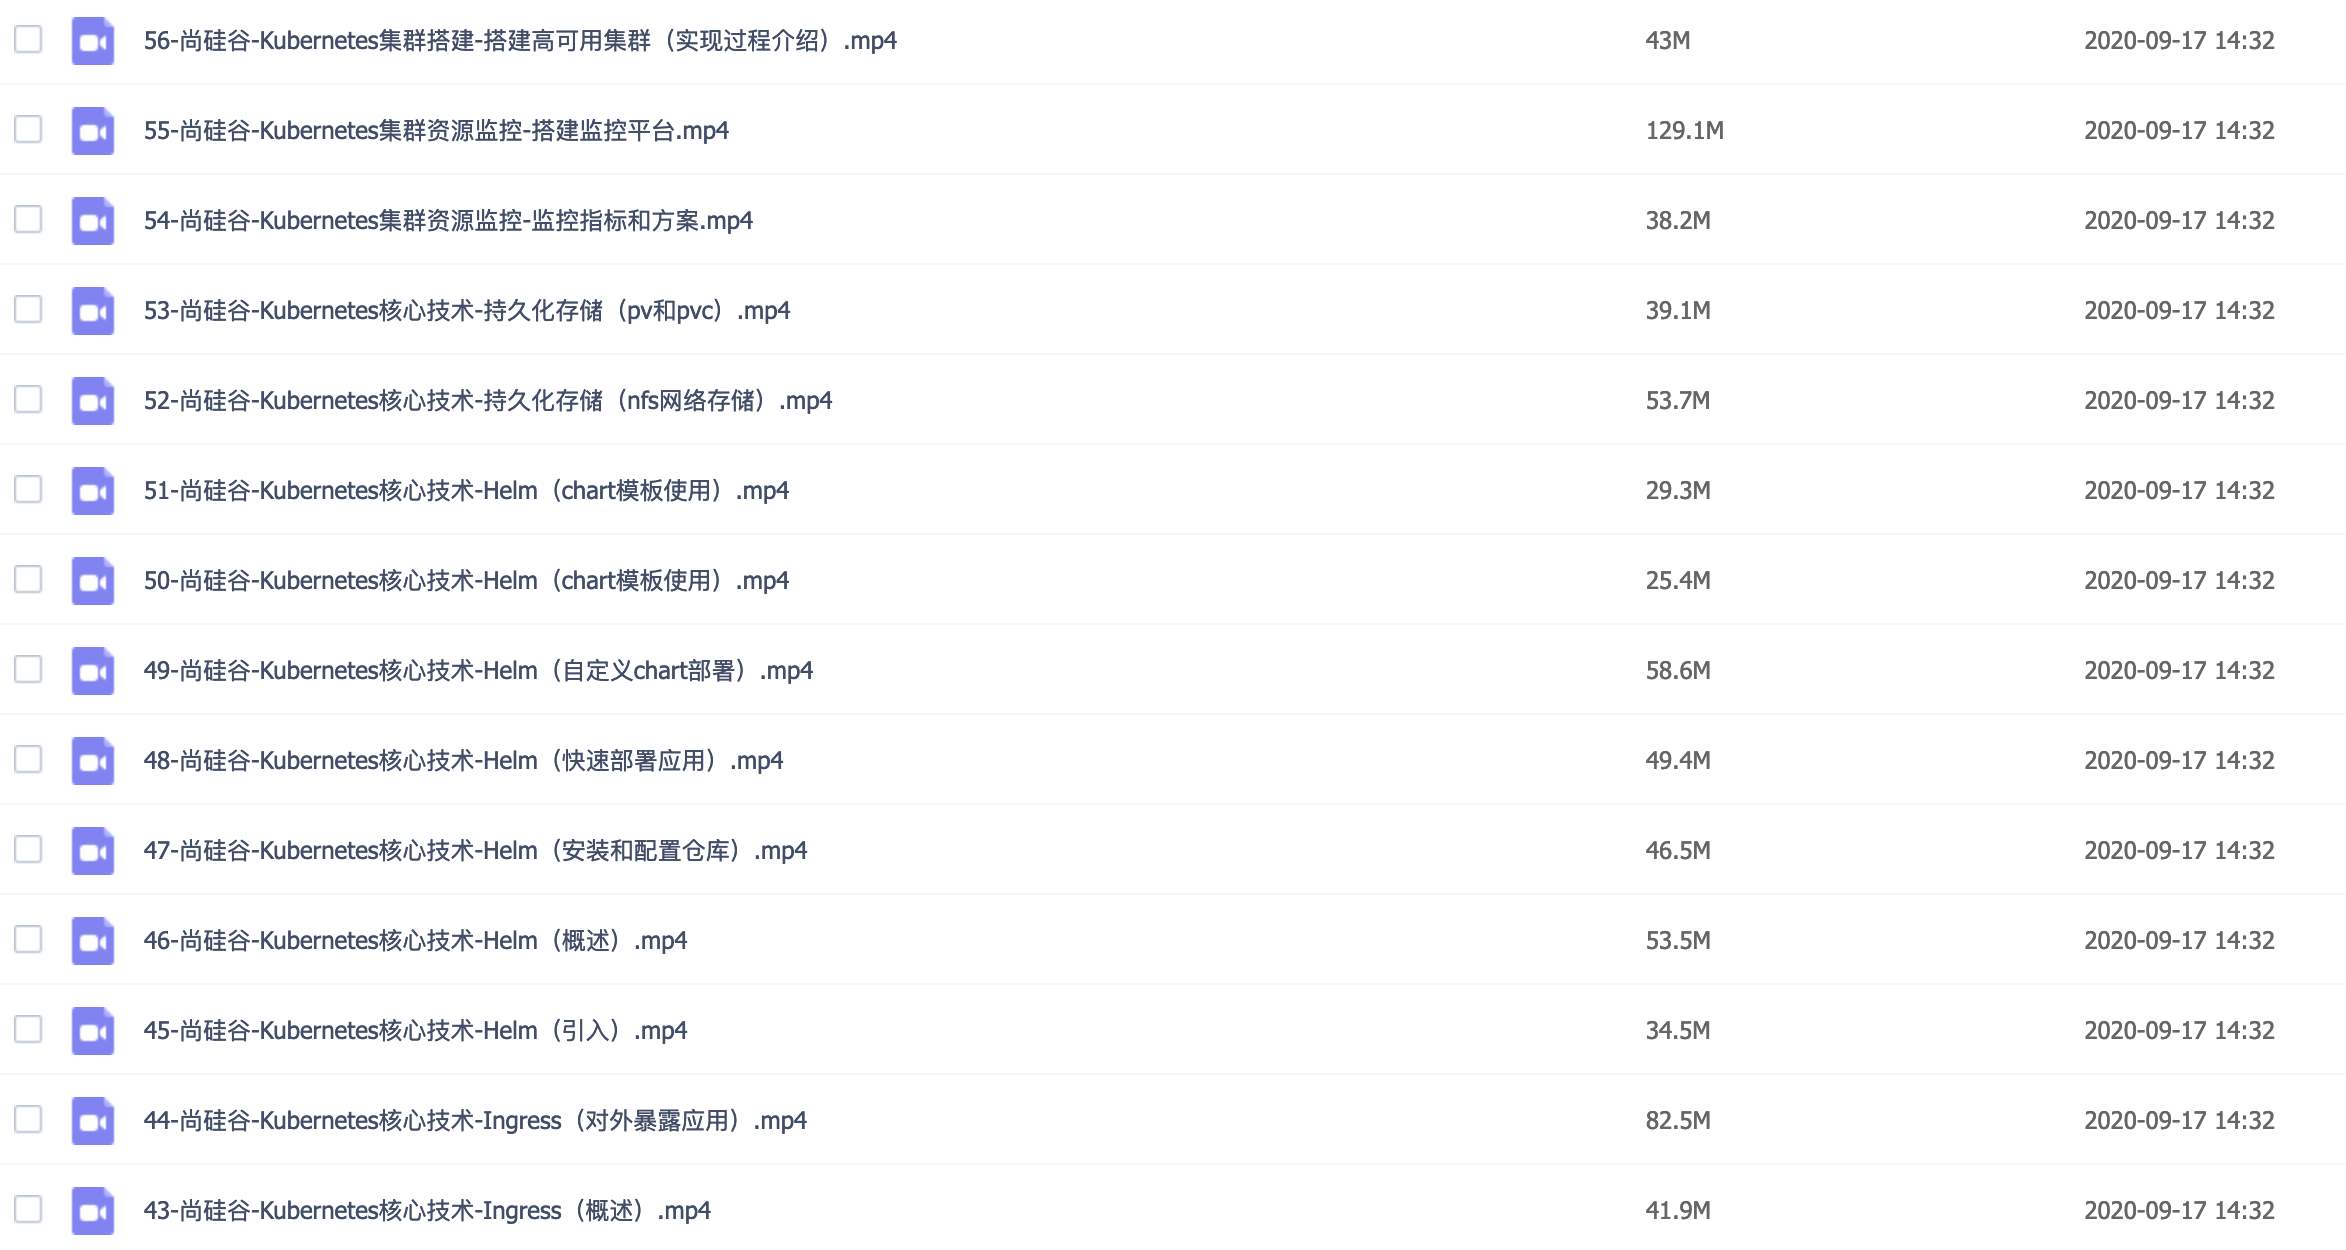 56-尚硅谷-Kubernetes集群搭建-搭建高可用集群（实现过程介绍）.mp4 43M 2020-09-17 14:32
55-尚硅谷-Kubernetes集群资源监控-搭建监控平台.mp4 129.1M 2020-09-17 14:32
54-尚硅谷-Kubernetes集群资源监控-监控指标和方案.mp4 38.2M 2020-09-17 14:32
53-尚硅谷-Kubernetes核心技术-持久化存储（pv和pvc）.mp4 39.1M 2020-09-17 14:32
52-尚硅谷-Kubernetes核心技术-持久化存储（nfs网络存储）.mp4 53.7M 2020-09-17 14:32
51-尚硅谷-Kubernetes核心技术-Helm（chart模板使用）.mp4 29.3M 2020-09-17 14:32
50-尚硅谷-Kubernetes核心技术-Helm（chart模板使用）.mp4 25.4M 2020-09-17 14:32
49-尚硅谷-Kubernetes核心技术-Helm（自定义chart部署）.mp4 58.6M 2020-09-17 14:32
48-尚硅谷-Kubernetes核心技术-Helm（快速部署应用）.mp4 49.4M 2020-09-17 14:32
47-尚硅谷-Kubernetes核心技术-Helm（安装和配置仓库）.mp4 46.5M 2020-09-17 14:32
46-尚硅谷-Kubernetes核心技术-Helm（概述）.mp4 53.5M 2020-09-17 14:32
45-尚硅谷-Kubernetes核心技术-Helm（引入）.mp4 34.5M 2020-09-17 14:32
44-尚硅谷-Kubernetes核心技术-Ingress（对外暴露应用）.mp4 82.5M 2020-09-17 14:32
43-尚硅谷-Kubernetes核心技术-Ingress（概述）.mp4 41.9M 2020-09-17 14:32